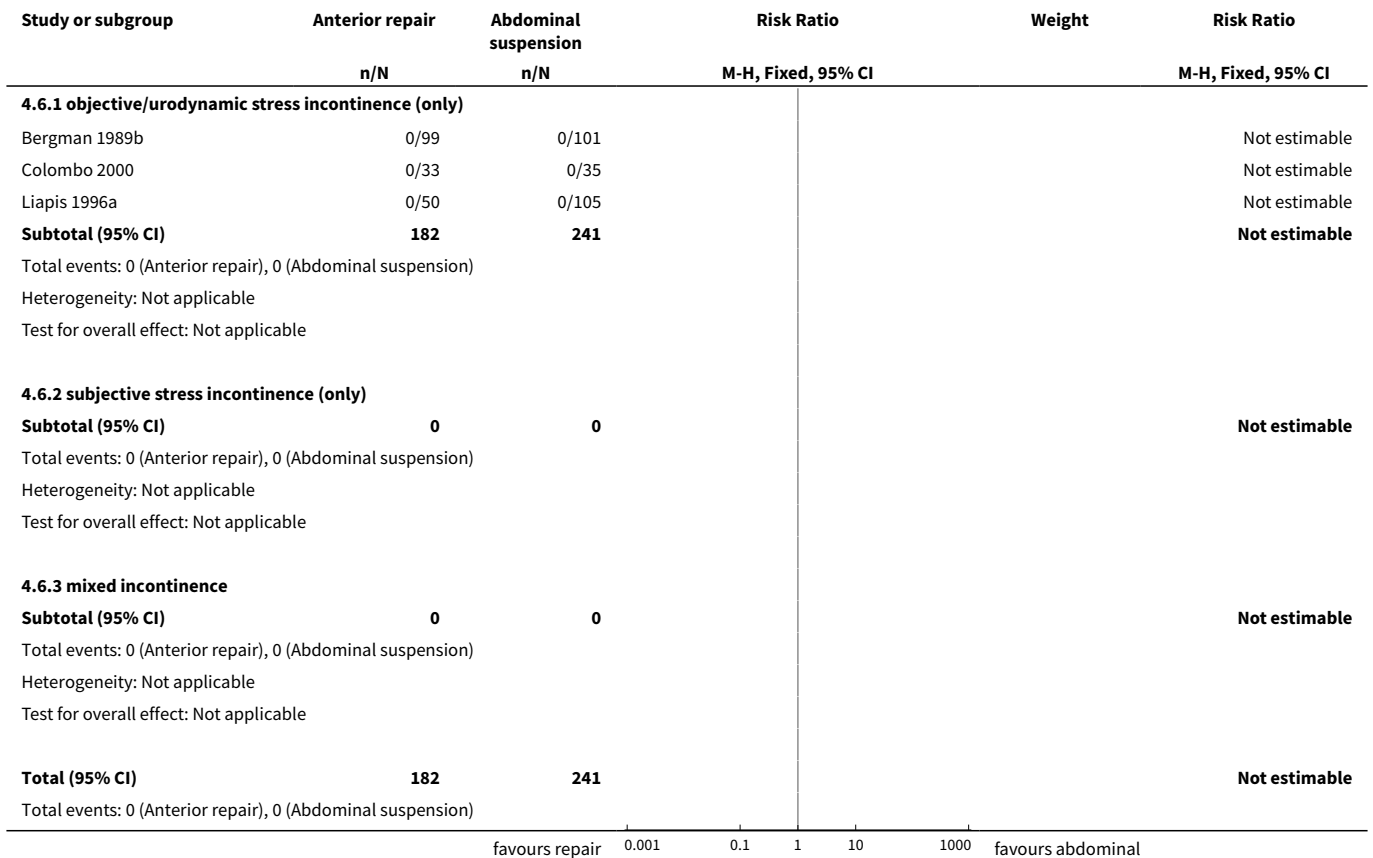 Study or subgroup Anterior repair Abdominal suspension Risk Ratio Weight Risk Ratio
n/N n/N M-H, Fixed, 95% CI M-H, Fixed, 95% CI
4.6.1 objective/urodynamic stress incontinence (only)
Bergman 1989b 0/99 0/101 Not estimable
Colombo 2000 0/33 0/35 Not estimable
Liapis 1996a 0/50 0/105 Not estimable
Subtotal (95% CI) 182 241 Not estimable
Total events: 0 (Anterior repair), 0 (Abdominal suspension)
Heterogeneity: Not applicable
Test for overall effect: Not applicable
4.6.2 subjective stress incontinence (only)
Subtotal (95% CI) 0 0 Not estimable
Total events: 0 (Anterior repair), 0 (Abdominal suspension)
Heterogeneity: Not applicable
Test for overall effect: Not applicable
4.6.3 mixed incontinence
Subtotal (95% CI) 0 0 Not estimable
Total events: 0 (Anterior repair), 0 (Abdominal suspension)
Heterogeneity: Not applicable
Test for overall effect: Not applicable
Total (95% CI) 182 241 Not estimable
Total events: 0 (Anterior repair), 0 (Abdominal suspension)
favours repair 0.001 0.1 1 10 1000 favours abdominal